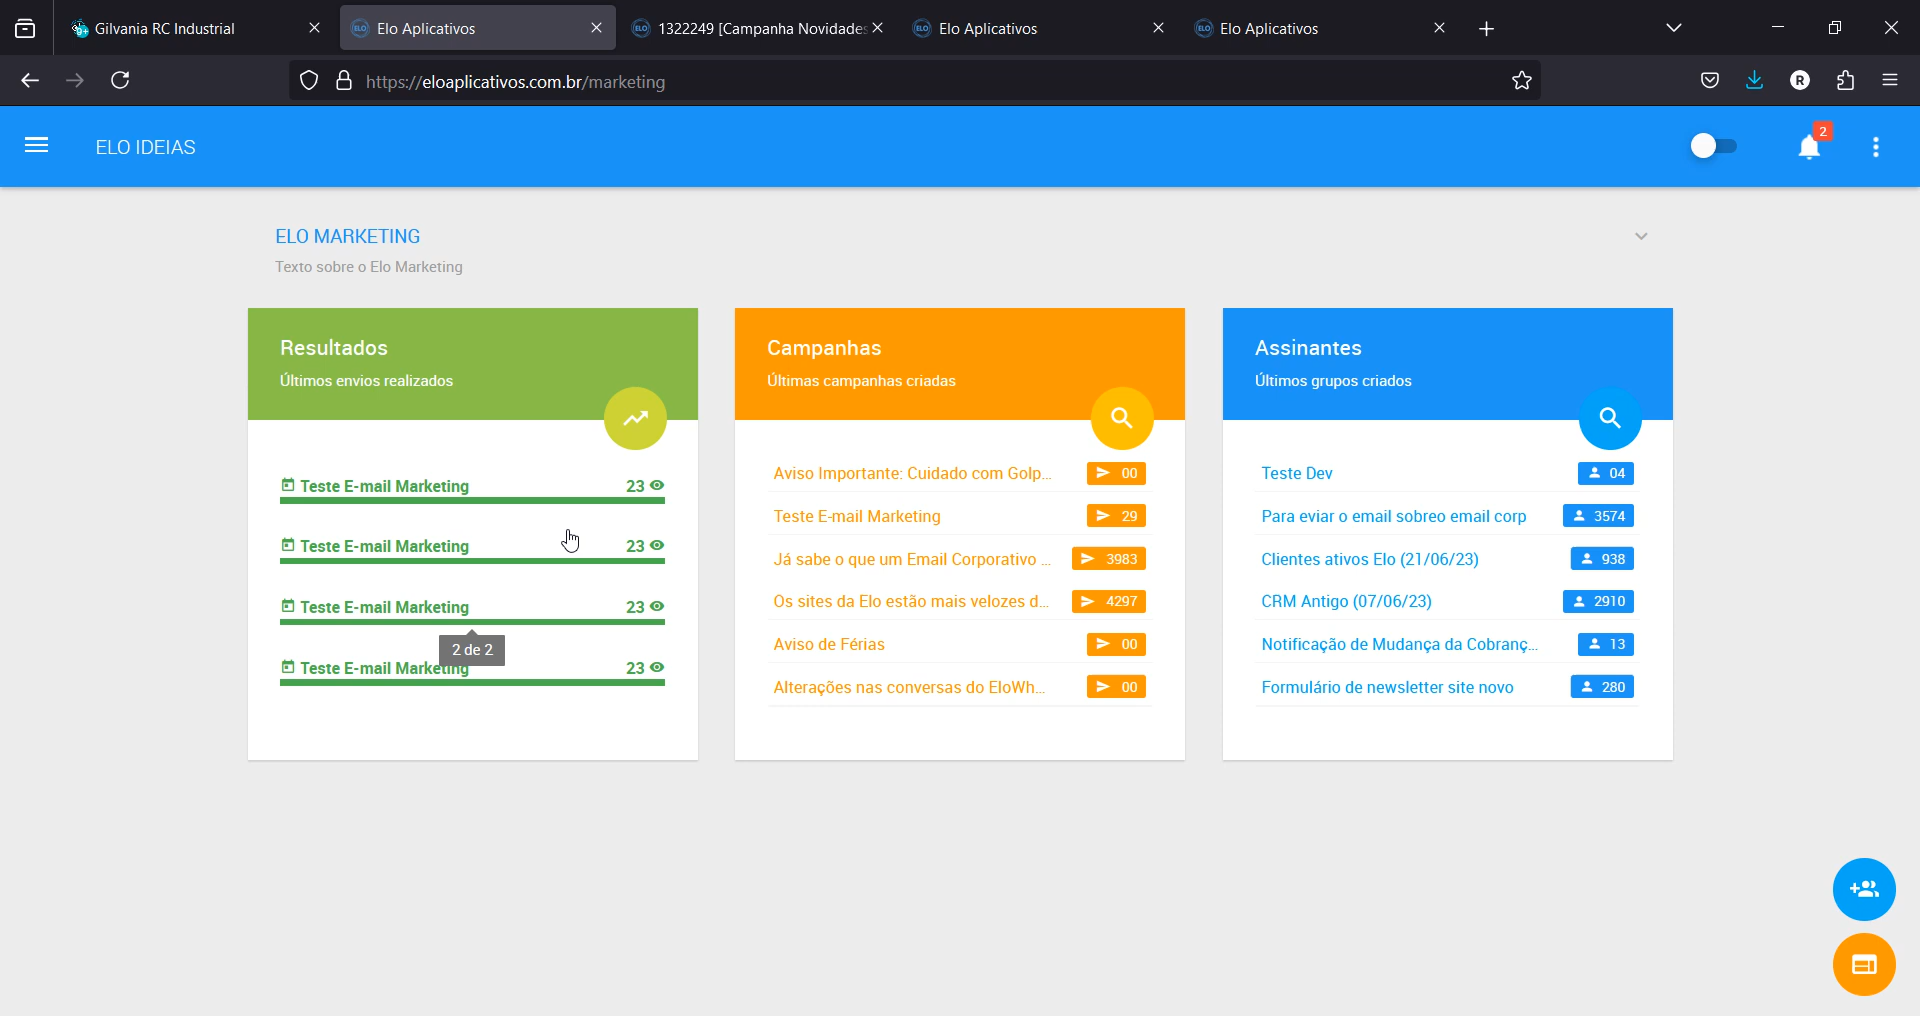 Gilvania RC Industrial
Elo Aplicativos
1322249 [Campanha Novidades
Elo Aplicativos
Elo Aplicativos
https://eloaplicativos.com.br/marketing
R
ELO IDEIAS
2
ELO MARKETING
Texto sobre o Elo Marketing
Resultados
Últimos envios realizados
Teste E-mail Marketing 23
Teste E-mail Marketing 23
Teste E-mail Marketing 23
2 de 2
Teste E-mail Marketing 23
Campanhas
Últimas campanhas criadas
Aviso Importante: Cuidado com Golp... 00
Teste E-mail Marketing 29
Já sabe o que um Email Corporativo ... 3983
Os sites da Elo estão mais velozes d... 4297
Aviso de Férias 00
Alterações nas conversas do EloWh... 00
Assinantes
Últimos grupos criados
Teste Dev 04
Para eviar o email sobreo email corp 3574
Clientes ativos Elo (21/06/23) 938
CRM Antigo (07/06/23) 2910
Notificação de Mudança da Cobranç... 13
Formulário de newsletter site novo 280